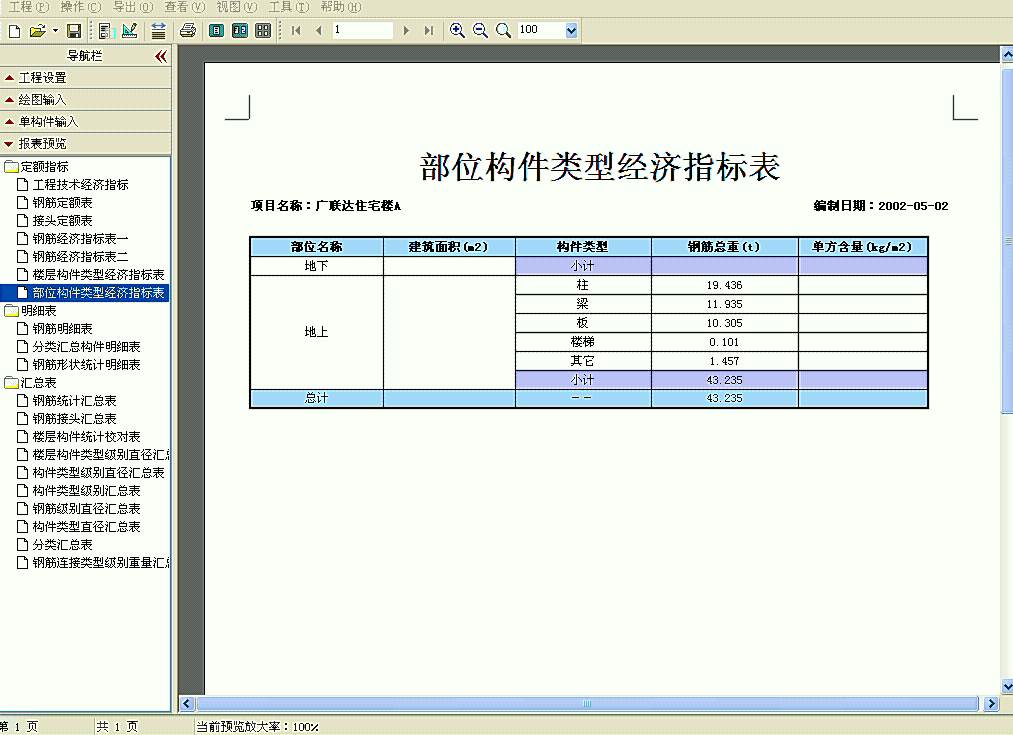 工程(P) 操作(C) 导出(O) 查看(V) 视图(V) 工具(T) 帮助(H)
1
100
导航栏
工程设置
绘图输入
单构件输入
报表预览
定额指标
工程技术经济指标
钢筋定额表
接头定额表
钢筋经济指标表一
钢筋经济指标表二
楼层构件类型经济指标表
部位构件类型经济指标表
明细表
钢筋明细表
分类汇总构件明细表
钢筋形状统计明细表
汇总表
钢筋统计汇总表
钢筋接头汇总表
楼层构件统计校对表
楼层构件类型级别直径汇总
构件类型级别直径汇总表
构件类型级别汇总表
钢筋级别直径汇总表
构件类型直径汇总表
分类汇总表
钢筋连接类型级别重量汇总
部位构件类型经济指标表
项目名称：广联达住宅楼A 编制日期：2002-05-02
部位名称 建筑面积(m2) 构件类型 钢筋总重(t) 单方含量(kg/m2)
地下 小计
地上 柱 19.436
梁 11.935
板 10.305
楼梯 0.101
其它 1.457
小计 43.235
总计 -- 43.235
第 1 页 共 1 页 当前预览放大率：100%